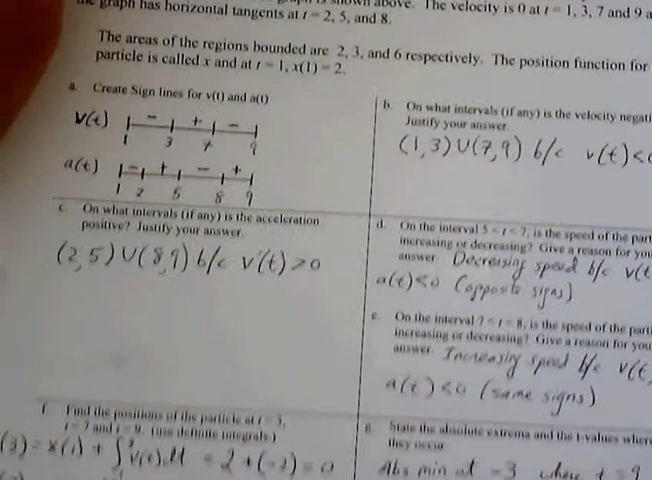 graph has horizontal tangents at t = 2, 5, and 8.
above. The velocity is 0 at t = 1, 3, 7 and 9
The areas of the regions bounded are 2, 3, and 6 respectively. The position function for
particle is called x and at t = 1, x(1) = 2.
a. Create Sign lines for v(t) and a(t)
v(t) - + -
1 3 7 9
a(t) - + - +
1 2 5 8 9
b. On what intervals (if any) is the velocity negati
Justify your answer.
(1,3)U(7,9) b/c v(t)<
c. On what intervals (if any) is the acceleration
positive? Justify your answer.
(2,5)U(8,9) b/c v'(t)>0
d. On the interval 5 < t < 7, is the speed of the part
increasing or decreasing? Give a reason for you
answer. Decreasing speed b/c v(t
a(t)<0 (opposite signs)
e. On the interval 7 < t < 8, is the speed of the parti
increasing or decreasing? Give a reason for you
answer. Increasing speed b/c v(t
a(t)<0 (same signs)
f. Find the positions of the particle at t = 3,
t = 7 and t = 9. (use definite integrals)
(3) = x(1) + ∫ v(t) dt = 2+(-2) = 0
g. State the absolute extrema and the t-values where
they occur
Abs min at -3 where t=9